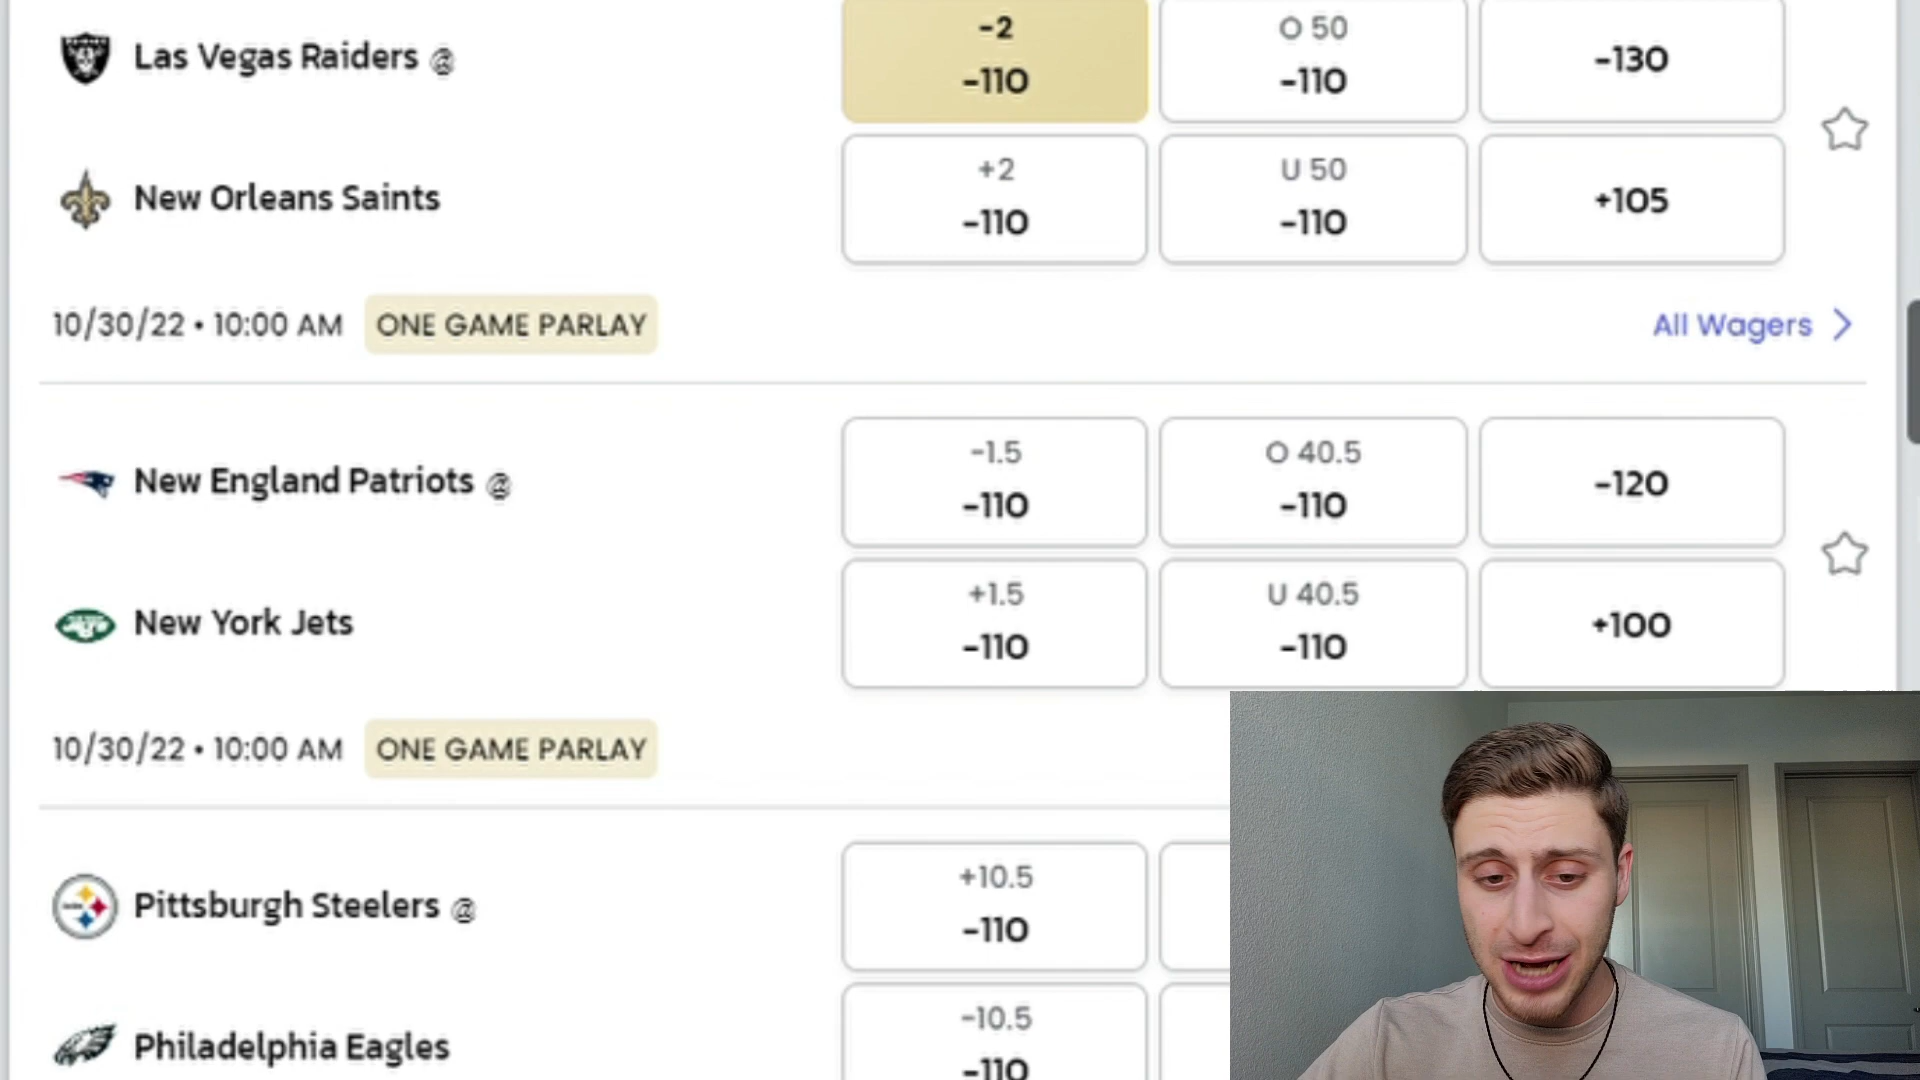 -2 O 50
Las Vegas Raiders @ -110 -110 -130
+2 U 50
New Orleans Saints -110 -110 +105
10/30/22 • 10:00 AM ONE GAME PARLAY All Wagers
-1.5 O 40.5
New England Patriots @ -110 -110 -120
+1.5 U 40.5
New York Jets -110 -110 +100
10/30/22 • 10:00 AM ONE GAME PARLAY
+10.5
Pittsburgh Steelers @ -110
-10.5
Philadelphia Eagles -110